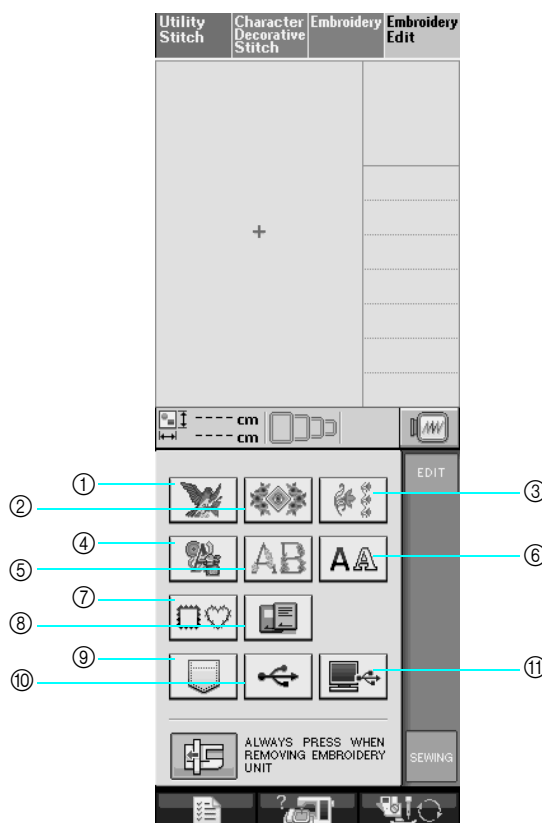 Utility
Stitch
Character
Decorative
Stitch
Embroidery
Embroidery
Edit
---- cm
---- cm
EDIT
①
②
③
④
⑤
AB
AA
⑥
⑦
⑧
⑨
⑩
⑪
ALWAYS PRESS WHEN
REMOVING EMBROIDERY
UNIT
SEWING
?